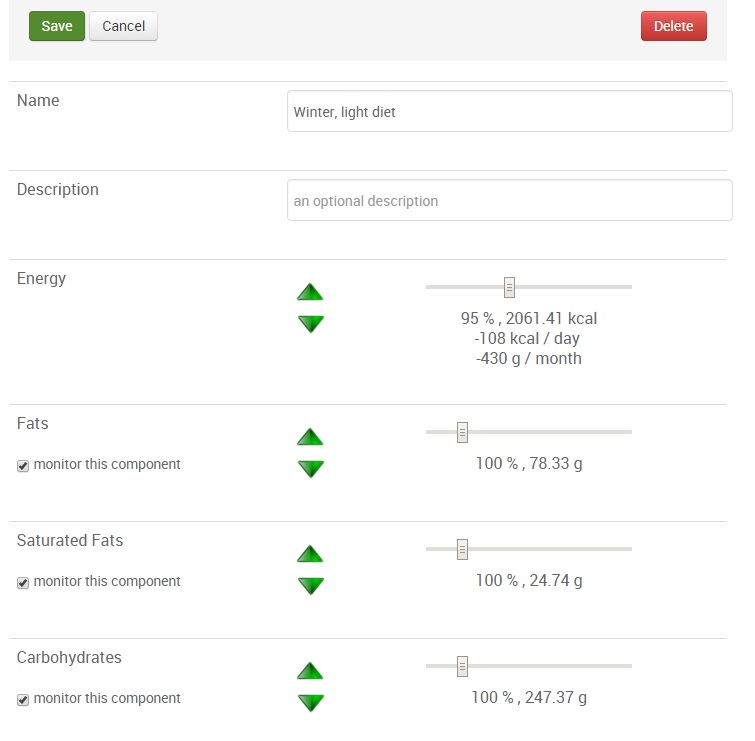 Save Cancel Delete
Name Winter, light diet
Description an optional description
Energy
95 % , 2061.41 kcal
-108 kcal / day
-430 g / month
Fats
monitor this component 100 % , 78.33 g
Saturated Fats
monitor this component 100 % , 24.74 g
Carbohydrates
monitor this component 100 % , 247.37 g